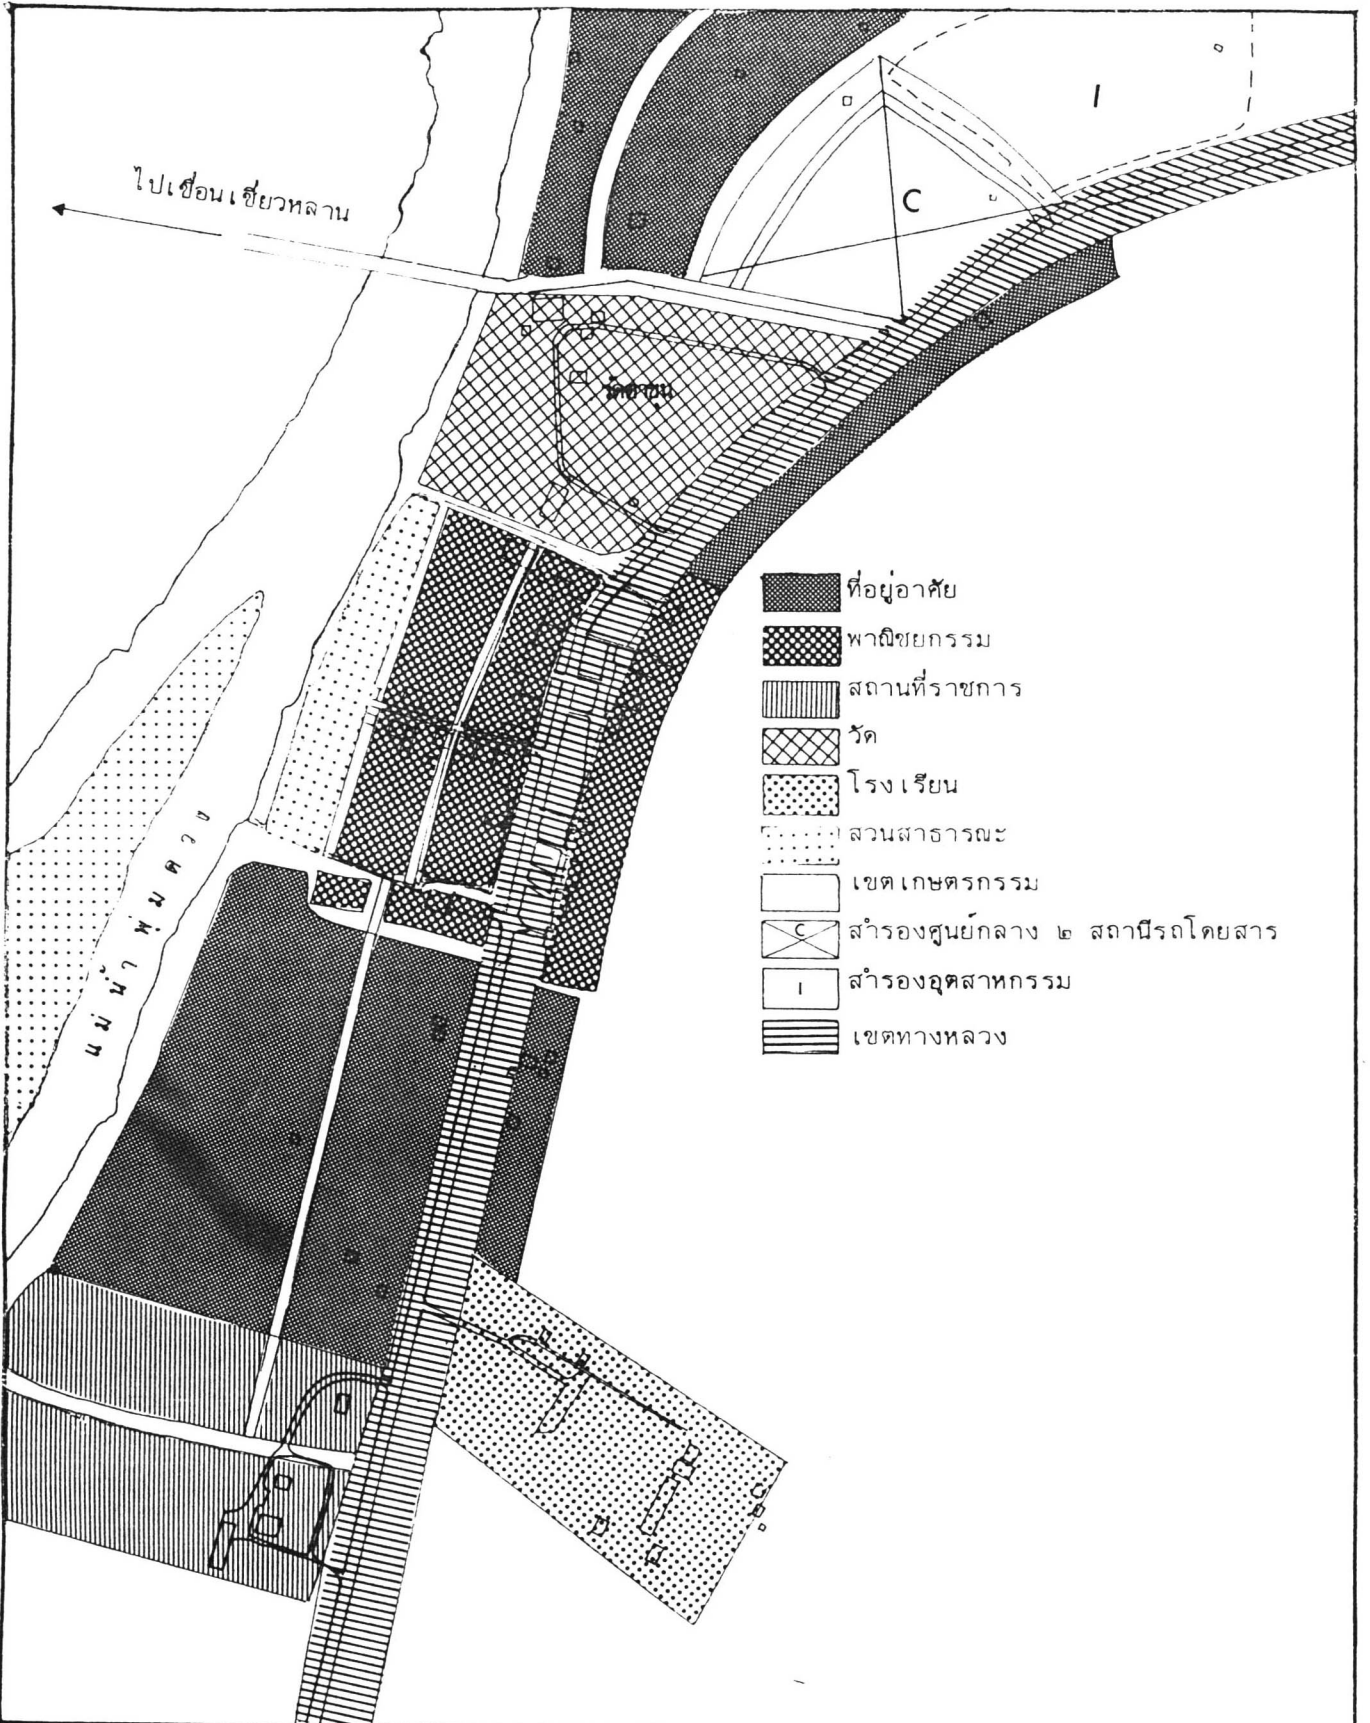 ไปเขื่อนเชี่ยวหลาน
I
C
วัดตาขุน
ที่อยู่อาศัย
พาณิชยกรรม
สถานที่ราชการ
วัด
โรงเรียน
สวนสาธารณะ
เขตเกษตรกรรม
C สำรองศูนย์กลาง ๒ สถานีรถโดยสาร
I สำรองอุตสาหกรรม
เขตทางหลวง
แม่น้ำพุ่มดวง